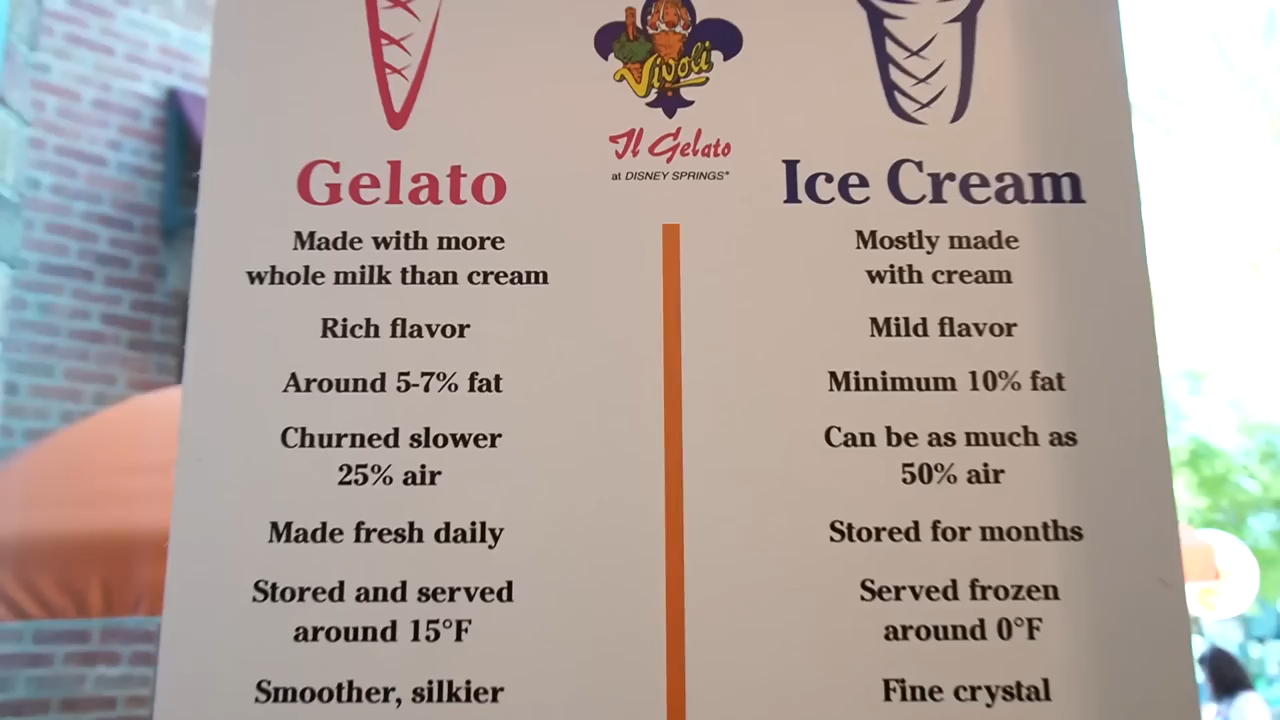 Vivoli
Il Gelato
at DISNEY SPRINGS®
Gelato
Made with more
whole milk than cream
Rich flavor
Around 5-7% fat
Churned slower
25% air
Made fresh daily
Stored and served
around 15°F
Smoother, silkier
Ice Cream
Mostly made
with cream
Mild flavor
Minimum 10% fat
Can be as much as
50% air
Stored for months
Served frozen
around 0°F
Fine crystal